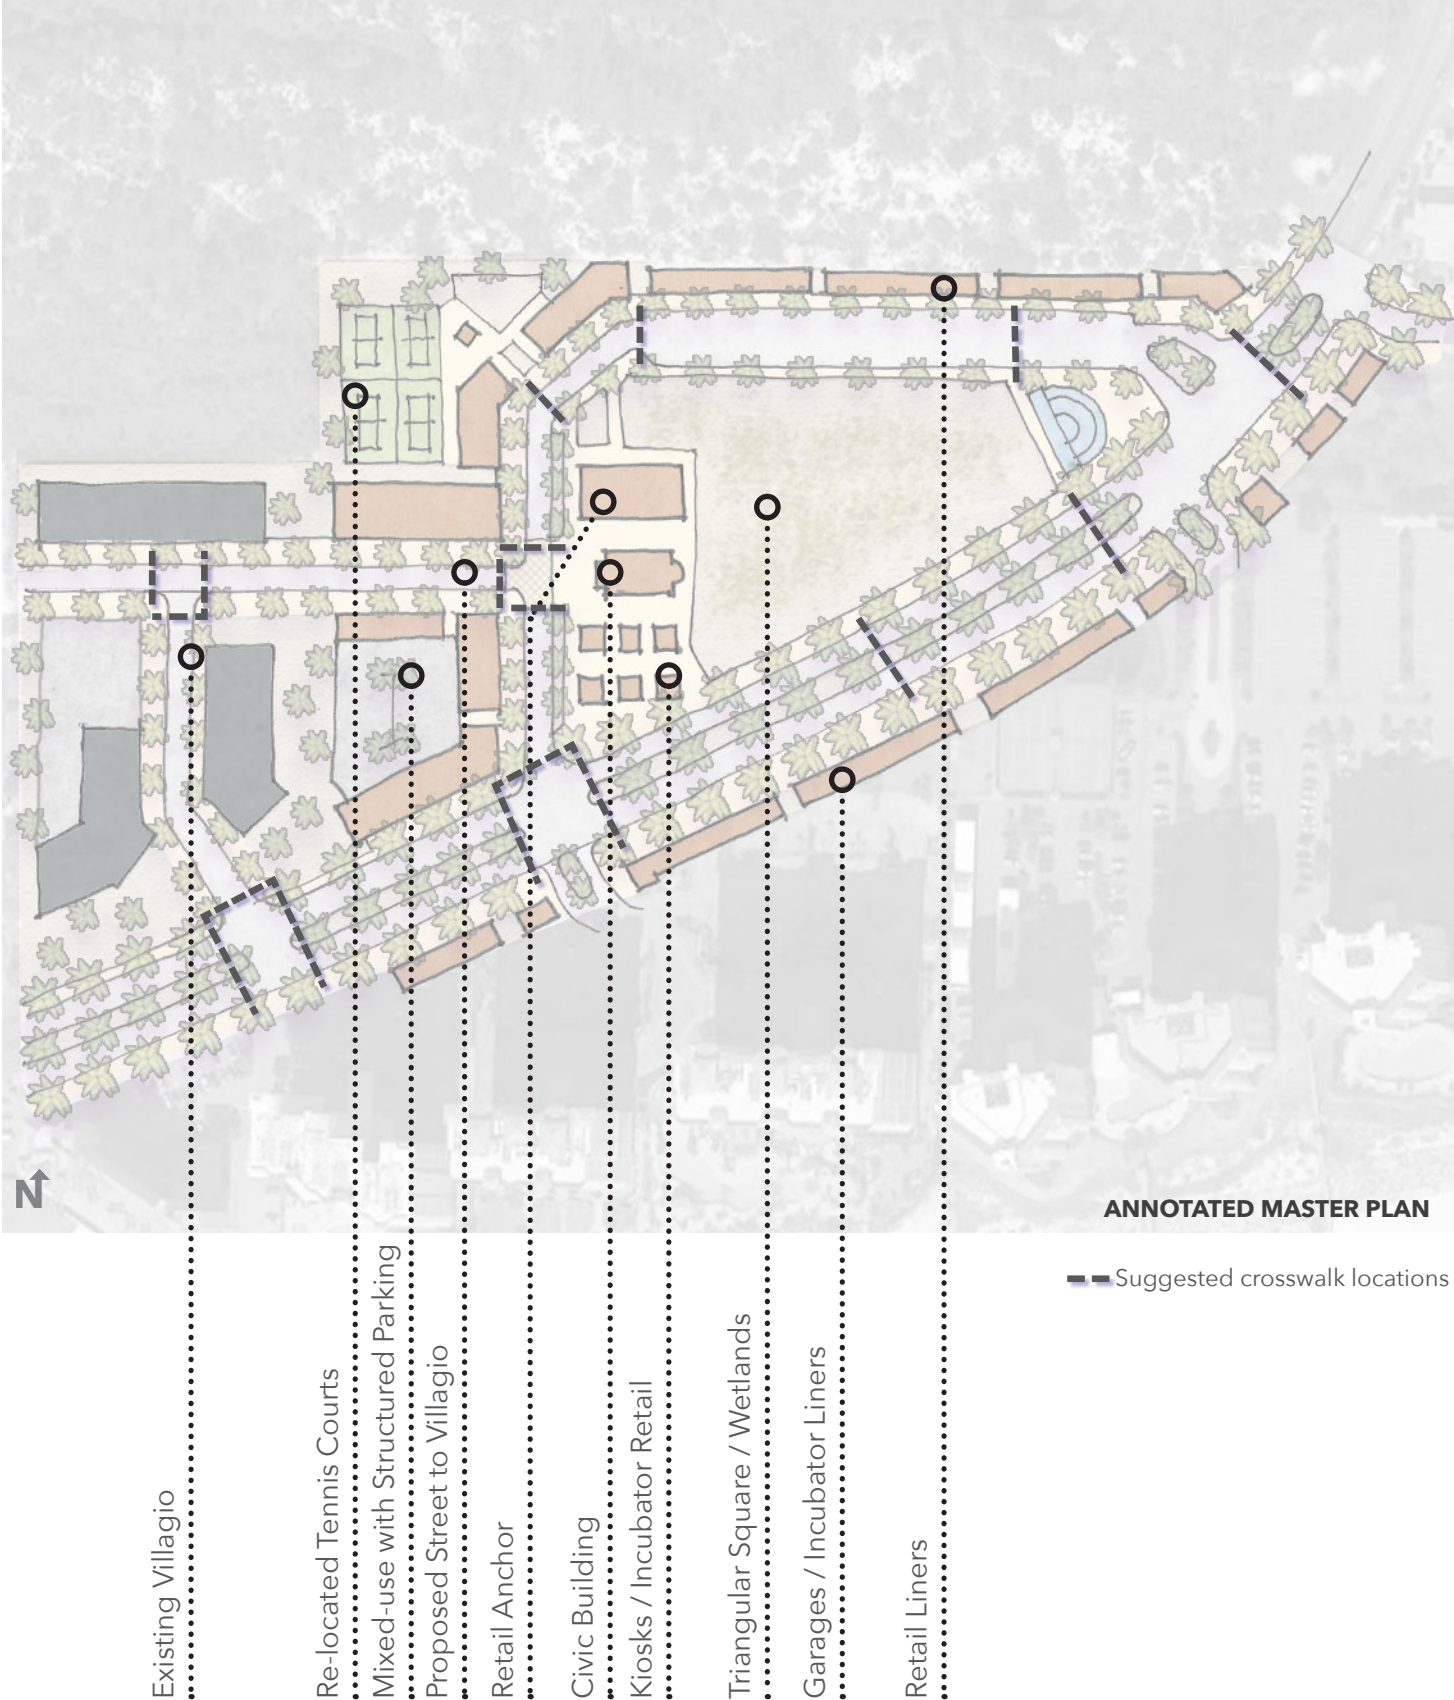 N
ANNOTATED MASTER PLAN
Suggested crosswalk locations
Existing Villagio
Re-located Tennis Courts
Mixed-use with Structured Parking
Proposed Street to Villagio
Retail Anchor
Civic Building
Kiosks / Incubator Retail
Triangular Square / Wetlands
Garages / Incubator Liners
Retail Liners